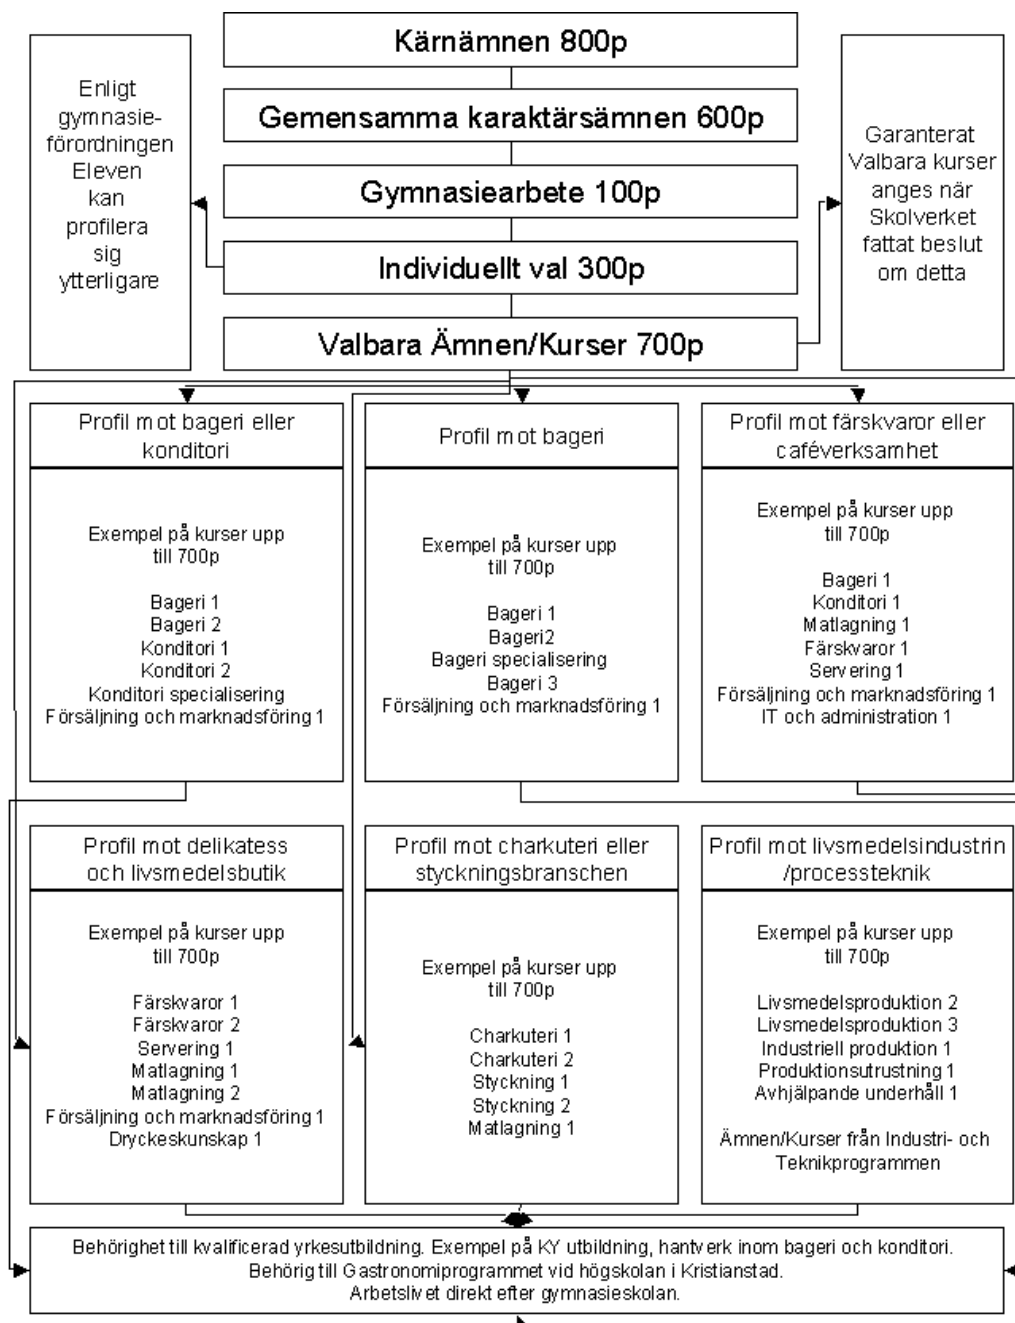 Kärnämnen 800p
Enligt
gymnasie-
förordningen
Eleven
kan
profilera
sig
ytterligare
Gemensamma karaktärsämnen 600p
Gymnasiearbete 100p
Individuellt val 300p
Valbara Ämnen/Kurser 700p
Garanterat
Valbara kurser
anges när
Skolverket
fattat beslut
om detta
Profil mot bageri eller
konditori
Exempel på kurser upp
till 700p
Bageri 1
Bageri 2
Konditori 1
Konditori 2
Konditori specialisering
Försäljning och marknadsföring 1
Profil mot bageri
Exempel på kurser upp
till 700p
Bageri 1
Bageri2
Bageri specialisering
Bageri 3
Försäljning och marknadsföring 1
Profil mot färskvaror eller
caféverksamhet
Exempel på kurser upp
till 700p
Bageri 1
Konditori 1
Matlagning 1
Färskvaror 1
Servering 1
Försäljning och marknadsföring 1
IT och administration 1
Profil mot delikatess
och livsmedelsbutik
Exempel på kurser upp
till 700p
Färskvaror 1
Färskvaror 2
Servering 1
Matlagning 1
Matlagning 2
Försäljning och marknadsföring 1
Dryckeskunskap 1
Profil mot charkuteri eller
styckningsbranschen
Exempel på kurser upp
till 700p
Charkuteri 1
Charkuteri 2
Styckning 1
Styckning 2
Matlagning 1
Profil mot livsmedelsindustrin
/processteknik
Exempel på kurser upp
till 700p
Livsmedelsproduktion 2
Livsmedelsproduktion 3
Industriell produktion 1
Produktionsutrustning 1
Avhjälpande underhåll 1
Ämnen/Kurser från Industri- och
Teknikprogrammen
Behörighet till kvalificerad yrkesutbildning. Exempel på KY utbildning, hantverk inom bageri och konditori.
Behörig till Gastronomiprogrammet vid högskolan i Kristianstad.
Arbetslivet direkt efter gymnasieskolan.